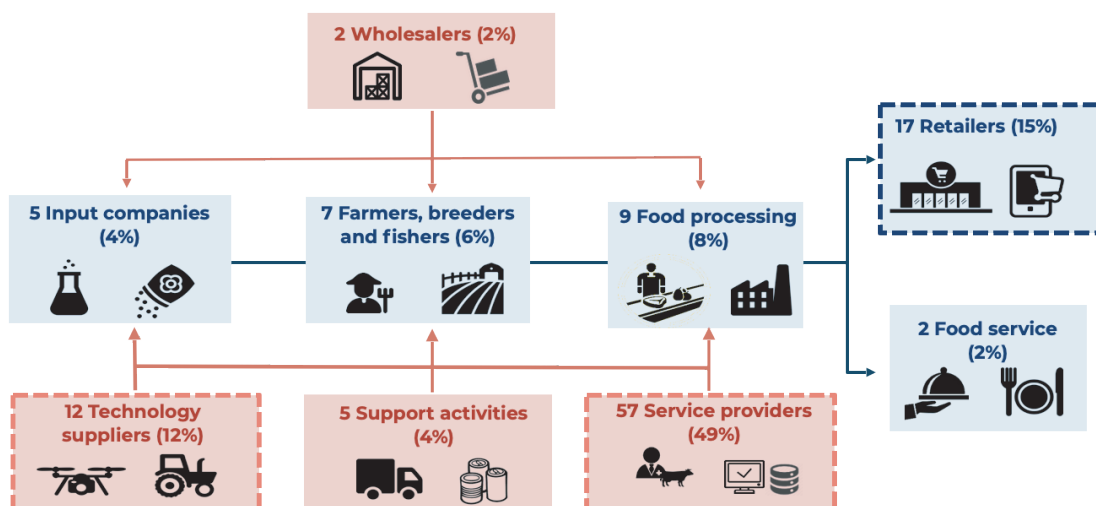 2 Wholesalers (2%)
17 Retailers (15%)
5 Input companies
(4%)
7 Farmers, breeders
and fishers (6%)
9 Food processing
(8%)
2 Food service
(2%)
12 Technology
suppliers (12%)
5 Support activities
(4%)
57 Service providers
(49%)